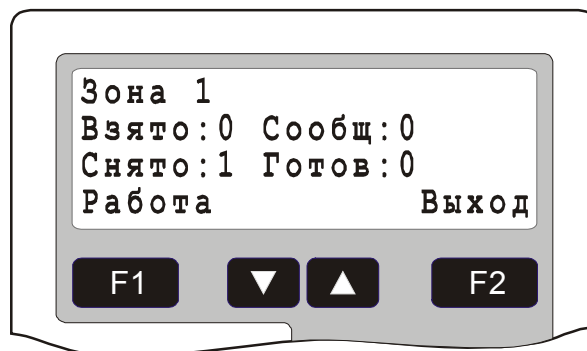 Зона 1
Взято:0 Сообщ:0
Снято:1 Готов:0
Работа Выход
F1 F2